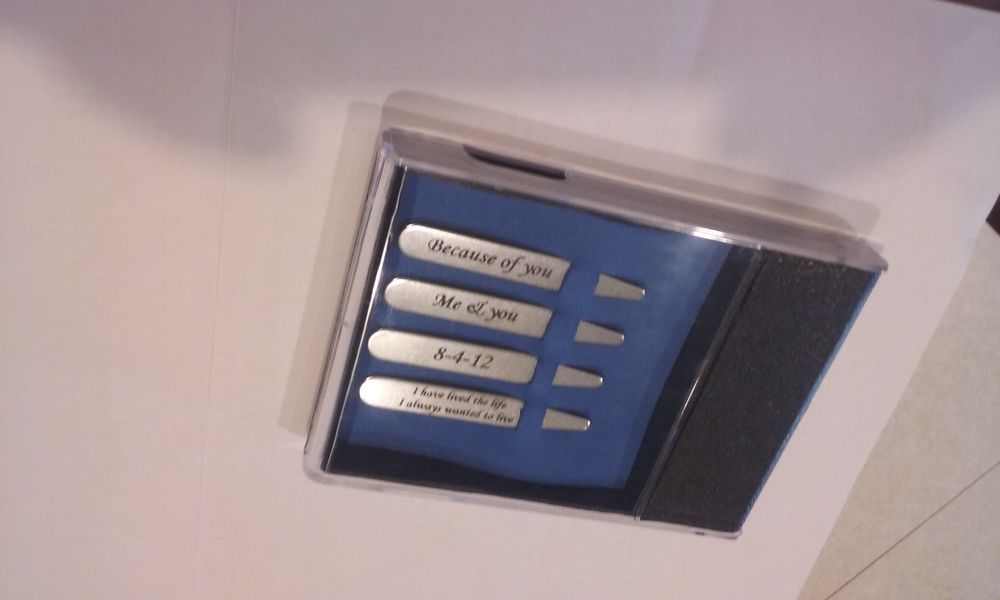 Because of you
Me & you
8-4-12
I have lived the life
I always wanted to live